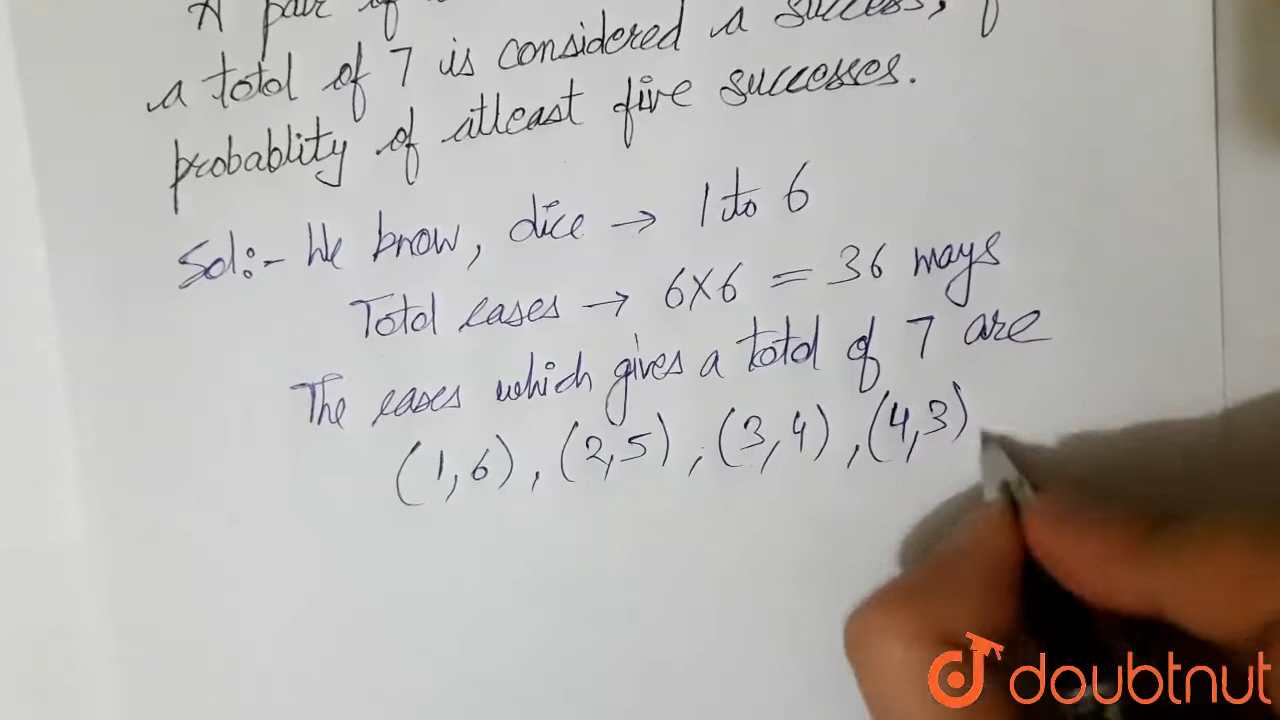 A pair of
a total of 7 is considered a success,
probablity of atleast five successes.
Sol:- We know, dice → 1 to 6
Total cases → 6×6 = 36 ways
The cases which gives a total of 7 are
(1,6), (2,5), (3,4), (4,3)
doubtnut